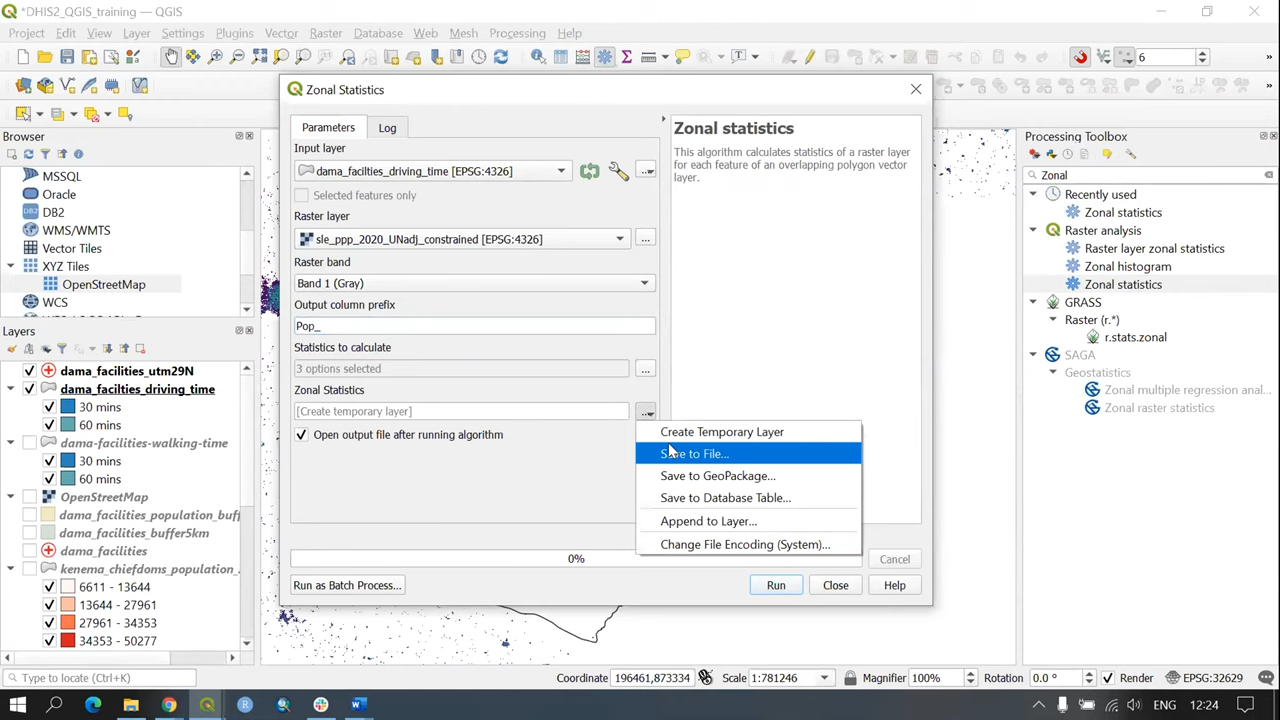 *DHIS2_QGIS_training — QGIS
Project Edit View Layer Settings Plugins Vector Raster Database Web Mesh Processing Help
6
Browser
MSSQL
Oracle
DB2
WMS/WMTS
Vector Tiles
XYZ Tiles
OpenStreetMap
WCS
Layers
dama_facilities_utm29N
dama_facilties_driving_time
30 mins
60 mins
dama-facilities-walking-time
30 mins
60 mins
OpenStreetMap
dama_facilities_population_buff
dama_facilities_buffer5km
dama_facilities
kenema_chiefdoms_population_
6611 - 13644
13644 - 27961
27961 - 34353
34353 - 50277
Zonal Statistics
Parameters Log
Input layer
dama_facilties_driving_time [EPSG:4326]
Selected features only
Raster layer
sle_ppp_2020_UNadj_constrained [EPSG:4326]
Raster band
Band 1 (Gray)
Output column prefix
Pop_
Statistics to calculate
3 options selected
Zonal Statistics
[Create temporary layer]
Open output file after running algorithm
Create Temporary Layer
Save to File...
Save to GeoPackage...
Save to Database Table...
Append to Layer...
Change File Encoding (System)...
Zonal statistics
This algorithm calculates statistics of a raster layer
for each feature of an overlapping polygon vector
layer.
0%
Cancel
Run as Batch Process...
Run Close Help
Processing Toolbox
Zonal
Recently used
Zonal statistics
Raster analysis
Raster layer zonal statistics
Zonal histogram
Zonal statistics
GRASS
Raster (r.*)
r.stats.zonal
SAGA
Geostatistics
Zonal multiple regression anal...
Zonal raster statistics
Type to locate (Ctrl+K)
Coordinate 196461,873334 Scale 1:781246 Magnifier 100% Rotation 0.0 ° Render EPSG:32629
ENG 12:24